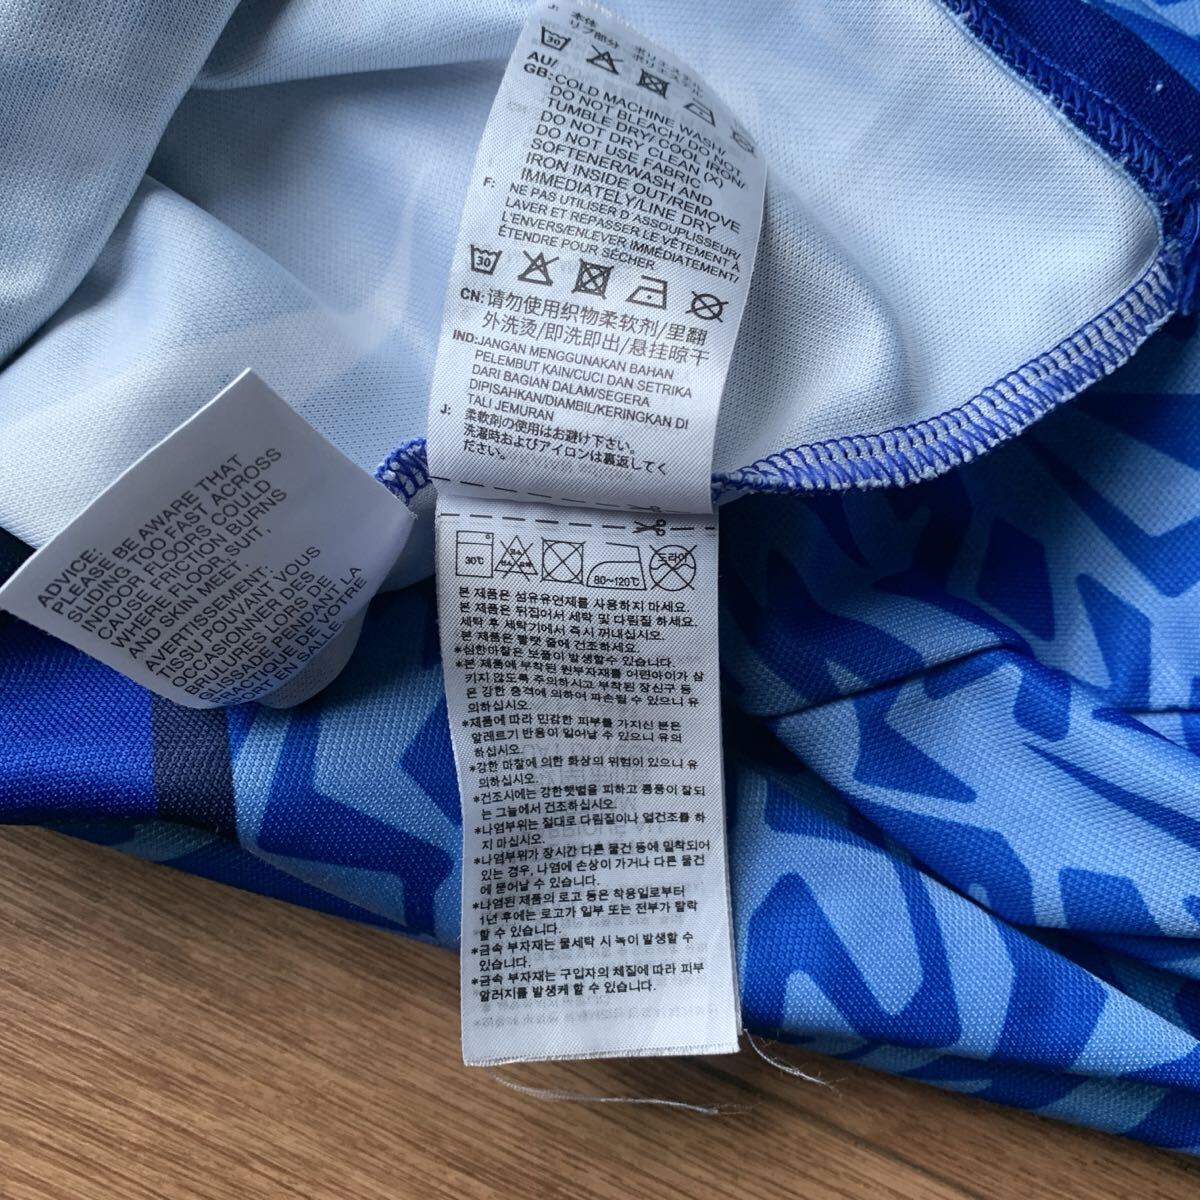 ADVICE:
PLEASE, BE AWARE THAT
SLIDING TOO FAST ACROSS
INDOOR FLOORS COULD
CAUSE FRICTION BURNS
WHERE FLOOR, SUIT,
AND SKIN MEET.
AVERTISSEMENT:
TISSU POUVANT VOUS
OCASIONNER DES
BRULURES LORS DE
GLISSADE PENDANT LA
PRACTIQUE DE VOTRE
SPORT EN SALLE.
J: 本体
リブ部分 ポリエステル
30
AU/
GB: COLD MACHINE WASH/
DO NOT BLEACH/DO NOT
TUMBLE DRY/ COOL IRON/
DO NOT DRY CLEAN (X)
DO NOT USE FABRIC
SOFTENER/WASH AND
IRON INSIDE OUT/REMOVE
IMMEDIATELY/LINE DRY
F: NE PAS UTILISER D'ASSOUPLISSEUR/
LAVER ET REPASSER LE VÊTEMENT À
L'ENVERS/ENLEVER IMMÉDIATEMENT/
ÉTENDRE POUR SÉCHER
30
CN: 请勿使用织物柔软剂/里翻
外洗烫/即洗即出/悬挂晾干
IND: JANGAN MENGGUNAKAN BAHAN
PELEMBUT KAIN/CUCI DAN SETRIKA
DARI BAGIAN DALAM/SEGERA
DIPISAHKAN/DIAMBIL/KERINGKAN DI
TALI JEMURAN
J: 柔軟剤の使用はお避け下さい。
洗濯時およびアイロンは裏返してく
ださい。
30℃ 80~120℃ 드라이
본 제품은 섬유유연제를 사용하지 마세요.
본 제품은 뒤집어서 세탁 및 다림질 하세요.
세탁 후 세탁기에서 즉시 꺼내십시오.
본 제품은 빨랫 줄에 건조하세요.
*심한마찰은 보풀이 발생할수 있습니다.
*본 제품에 부착된 원부자재를 어린아이가 삼
키지 않도록 주의하시고 부착된 장신구 등
은 강한 충격에 의하여 파손될 수 있으니 유
의하십시오.
*제품에 따라 민감한 피부를 가지신 분은
알레르기 반응이 일어날 수 있으니 유의
하십시오.
*강한 마찰에 의한 화상의 위험이 있으니 유
의하십시오.
*건조시에는 강한햇볕을 피하고 통풍이 잘되
는 그늘에서 건조하십시오.
*나염부위는 절대로 다림질이나 열건조를 하
지 마십시오.
*나염부위가 장시간 다른 물건 등에 밀착되어
있는 경우, 나염에 손상이 가거나 다른 물건
에 묻어날 수 있습니다.
*나염된 제품의 로고 등은 착용일로부터
1년 후에는 로고가 일부 또는 전부가 탈락
할 수 있습니다.
*금속 부자재는 물세탁 시 녹이 발생할 수
있습니다.
*금속 부자재는 구입자의 체질에 따라 피부
알러지를 발생케 할 수 있습니다.